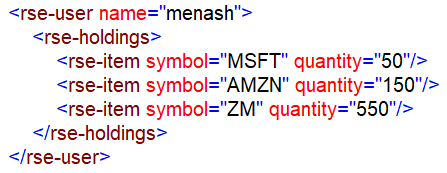 <rse-user name="menash">
<rse-holdings>
<rse-item symbol="MSFT" quantity="50"/>
<rse-item symbol="AMZN" quantity="150"/>
<rse-item symbol="ZM" quantity="550"/>
</rse-holdings>
</rse-user>